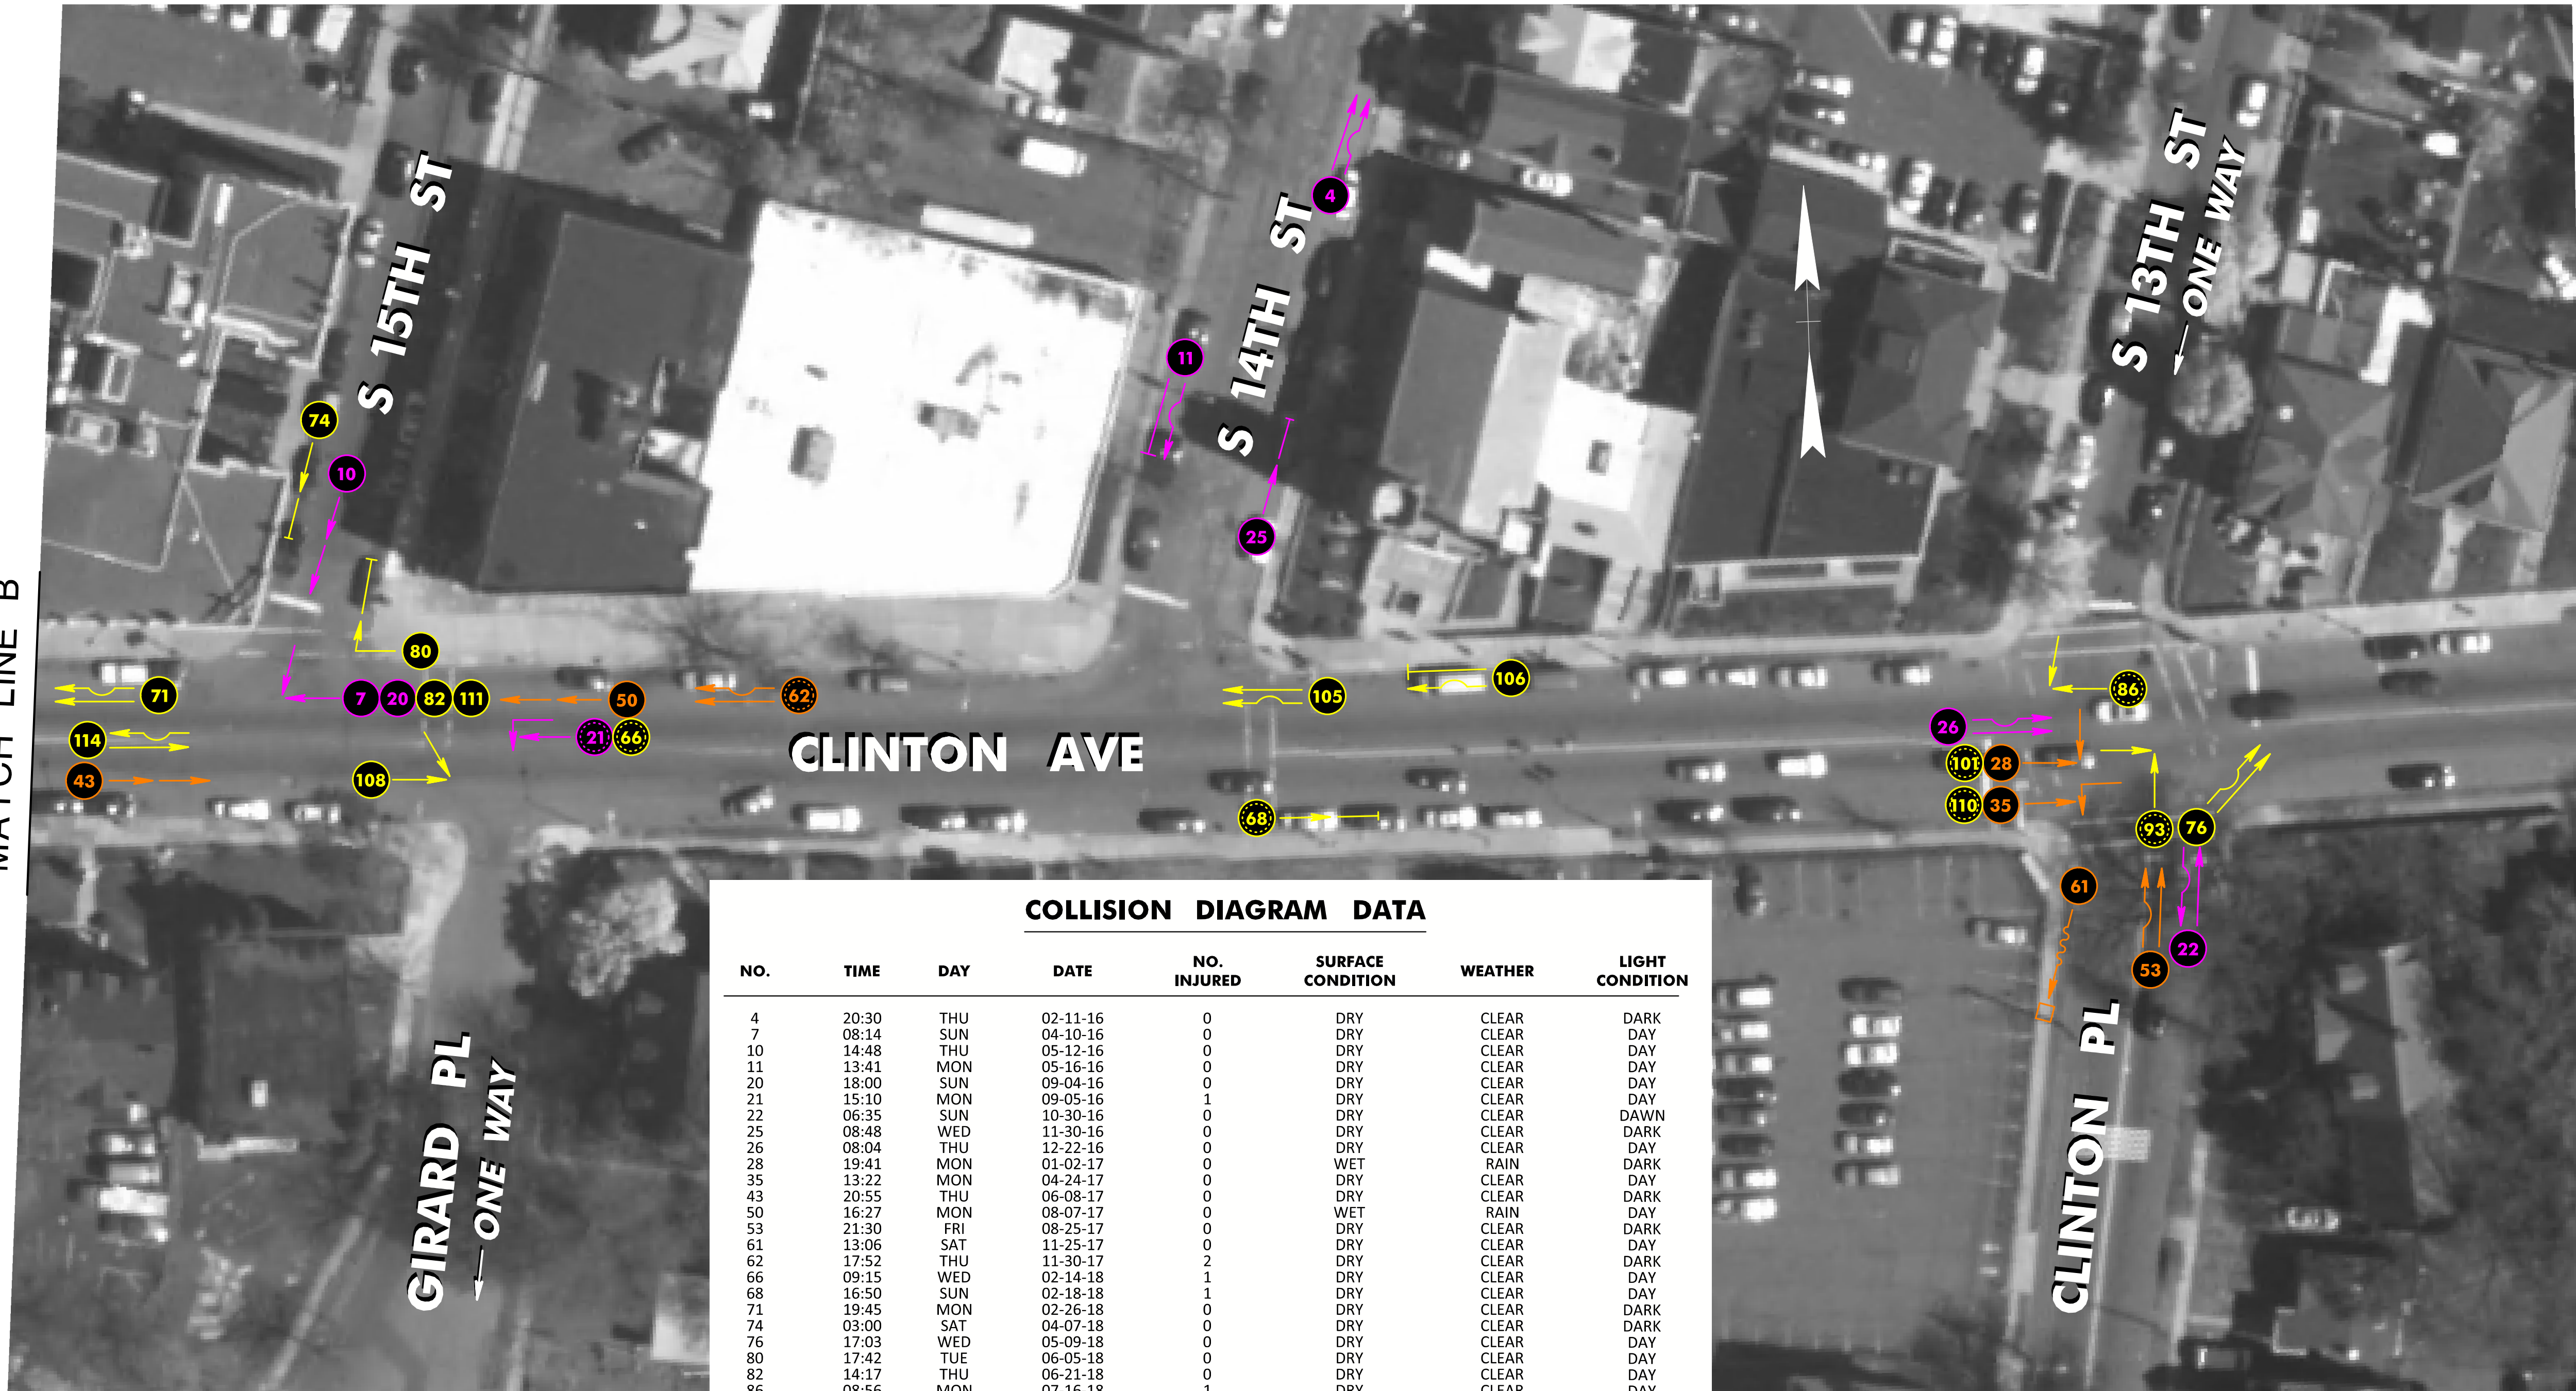 MATCH LINE B
S 15TH ST
S 14TH ST
S 13TH ST
ONE WAY
4
11
74
10
25
80
106
71
7 20 82 111
50
62
105
86
114
21 66
CLINTON AVE
26
101 28
43
108
110 35
68
93 76
61
22
53
GIRARD PL
ONE WAY
CLINTON PL
COLLISION DIAGRAM DATA
NO. TIME DAY DATE NO. INJURED SURFACE CONDITION WEATHER LIGHT CONDITION
4 20:30 THU 02-11-16 0 DRY CLEAR DARK
7 08:14 SUN 04-10-16 0 DRY CLEAR DAY
10 14:48 THU 05-12-16 0 DRY CLEAR DAY
11 13:41 MON 05-16-16 0 DRY CLEAR DAY
20 18:00 SUN 09-04-16 0 DRY CLEAR DAY
21 15:10 MON 09-05-16 1 DRY CLEAR DAY
22 06:35 SUN 10-30-16 0 DRY CLEAR DAWN
25 08:48 WED 11-30-16 0 DRY CLEAR DARK
26 08:04 THU 12-22-16 0 DRY CLEAR DAY
28 19:41 MON 01-02-17 0 WET RAIN DARK
35 13:22 MON 04-24-17 0 DRY CLEAR DAY
43 20:55 THU 06-08-17 0 DRY CLEAR DARK
50 16:27 MON 08-07-17 0 WET RAIN DAY
53 21:30 FRI 08-25-17 0 DRY CLEAR DARK
61 13:06 SAT 11-25-17 0 DRY CLEAR DAY
62 17:52 THU 11-30-17 2 DRY CLEAR DARK
66 09:15 WED 02-14-18 1 DRY CLEAR DAY
68 16:50 SUN 02-18-18 1 DRY CLEAR DAY
71 19:45 MON 02-26-18 0 DRY CLEAR DARK
74 03:00 SAT 04-07-18 0 DRY CLEAR DARK
76 17:03 WED 05-09-18 0 DRY CLEAR DAY
80 17:42 TUE 06-05-18 0 DRY CLEAR DAY
82 14:17 THU 06-21-18 0 DRY CLEAR DAY
86 08:56 MON 07-16-18 1 DRY CLEAR DAY